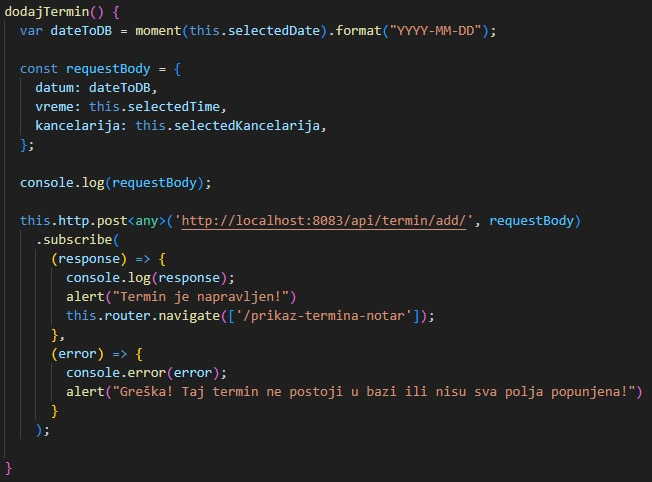 dodajTermin() {
var dateToDB = moment(this.selectedDate).format("YYYY-MM-DD");
const requestBody = {
datum: dateToDB,
vreme: this.selectedTime,
kancelarija: this.selectedKancelarija,
};
console.log(requestBody);
this.http.post<any>('http://localhost:8083/api/termin/add/', requestBody)
.subscribe(
(response) => {
console.log(response);
alert("Termin je napravljen!")
this.router.navigate(['/prikaz-termina-notar']);
},
(error) => {
console.error(error);
alert("Greška! Taj termin ne postoji u bazi ili nisu sva polja popunjena!")
}
);
}